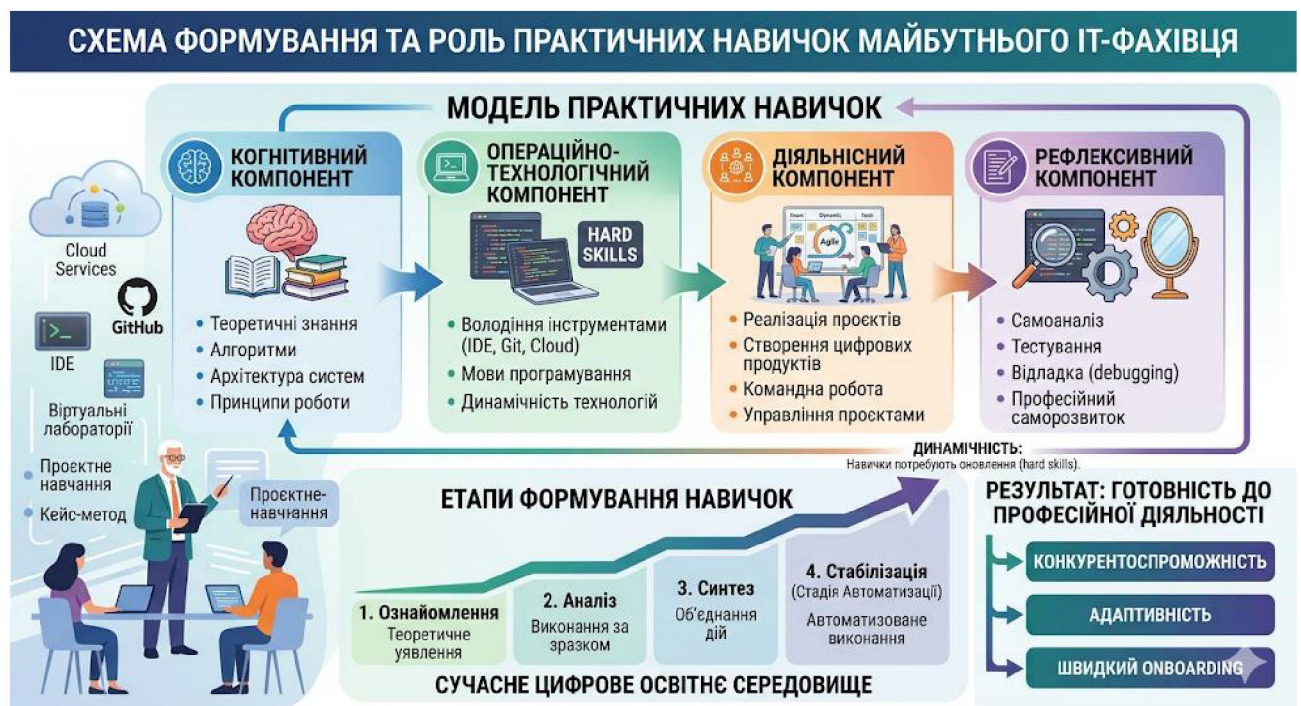 СХЕМА ФОРМУВАННЯ ТА РОЛЬ ПРАКТИЧНИХ НАВИЧОК МАЙБУТНЬОГО ІТ-ФАХІВЦЯ
МОДЕЛЬ ПРАКТИЧНИХ НАВИЧОК
КОГНІТИВНИЙ
КОМПОНЕНТ
• Теоретичні знання
• Алгоритми
• Архітектура систем
• Принципи роботи
ОПЕРАЦІЙНО-
ТЕХНОЛОГІЧНИЙ
КОМПОНЕНТ
HARD
SKILLS
• Володіння інструментами
(IDE, Git, Cloud)
• Мови програмування
• Динамічність технологій
ДІЯЛЬНІСНИЙ
КОМПОНЕНТ
Team Dynamic Task
Agile
• Реалізація проєктів
• Створення цифрових
продуктів
• Командна робота
• Управління проєктами
РЕФЛЕКСИВНИЙ
КОМПОНЕНТ
• Самоаналіз
• Тестування
• Відладка (debugging)
• Професійний
саморозвиток
Cloud
Services
GitHub
IDE
Віртуальні
лабораторії
• Проєктне
навчання
• Кейс-метод
Проєктне-
навчання
ДИНАМІЧНІСТЬ:
Навички потребують оновлення (hard skills).
ЕТАПИ ФОРМУВАННЯ НАВИЧОК
1. Ознайомлення
Теоретичне
уявлення
2. Аналіз
Виконання за
зразком
3. Синтез
Об'єднання
дій
4. Стабілізація
(Стадія Автоматизації)
Автоматизоване
виконання
СУЧАСНЕ ЦИФРОВЕ ОСВІТНЄ СЕРЕДОВИЩЕ
РЕЗУЛЬТАТ: ГОТОВНІСТЬ ДО
ПРОФЕСІЙНОЇ ДІЯЛЬНОСТІ
КОНКУРЕНТОСПРОМОЖНІСТЬ
АДАПТИВНІСТЬ
ШВИДКИЙ ONBOARDING